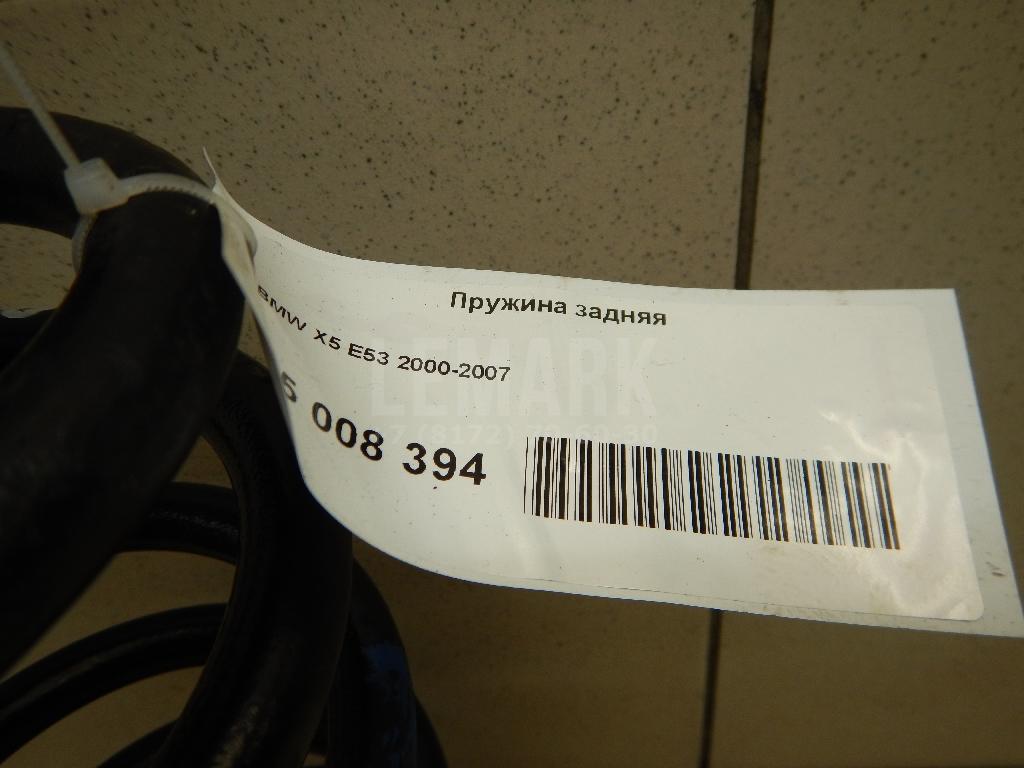 Пружина задняя
BMW X5 E53 2000-2007
5 008 394
LEMARK